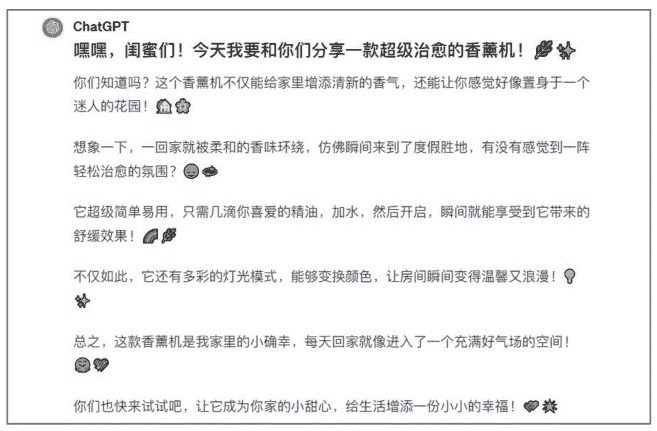 ChatGPT
嘿嘿，闺蜜们！今天我要和你们分享一款超级治愈的香薰机！🌿✨
你们知道吗？这个香薰机不仅能给家里增添清新的香气，还能让你感觉好像置身于一个
迷人的花园！🏠🌸
想象一下，一回家就被柔和的香味环绕，仿佛瞬间来到了度假胜地，有没有感觉到一阵
轻松治愈的氛围？
它超级简单易用，只需几滴你喜爱的精油，加水，然后开启，瞬间就能享受到它带来的
舒缓效果！🌈🌿
不仅如此，它还有多彩的灯光模式，能够变换颜色，让房间瞬间变得温馨又浪漫！💡
✨
总之，这款香薰机是我家里的小确幸，每天回家就像进入了一个充满好气场的空间！
你们也快来试试吧，让它成为你家的小甜心，给生活增添一份小小的幸福！